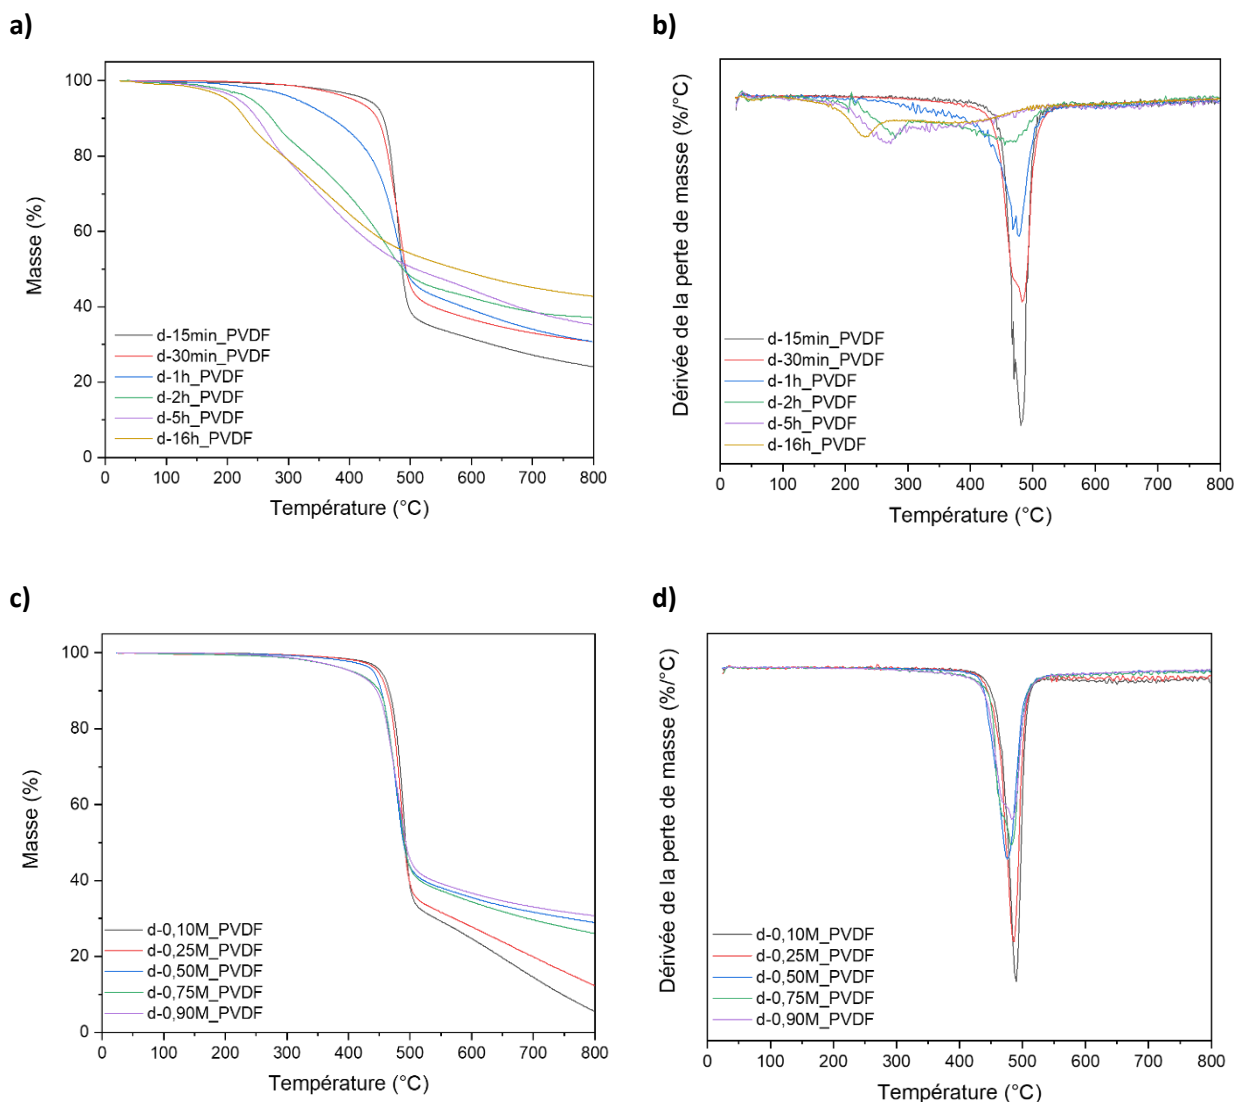 a)
100
80
60
40
20
0
Masse (%)
d-15min_PVDF
d-30min_PVDF
d-1h_PVDF
d-2h_PVDF
d-5h_PVDF
d-16h_PVDF
0 100 200 300 400 500 600 700 800
Température (°C)
b)
Dérivée de la perte de masse (%/°C)
d-15min_PVDF
d-30min_PVDF
d-1h_PVDF
d-2h_PVDF
d-5h_PVDF
d-16h_PVDF
0 100 200 300 400 500 600 700 800
Température (°C)
c)
100
80
60
40
20
0
Masse (%)
d-0,10M_PVDF
d-0,25M_PVDF
d-0,50M_PVDF
d-0,75M_PVDF
d-0,90M_PVDF
0 100 200 300 400 500 600 700 800
Température (°C)
d)
Dérivée de la perte de masse (%/°C)
d-0,10M_PVDF
d-0,25M_PVDF
d-0,50M_PVDF
d-0,75M_PVDF
d-0,90M_PVDF
0 100 200 300 400 500 600 700 800
Température (°C)